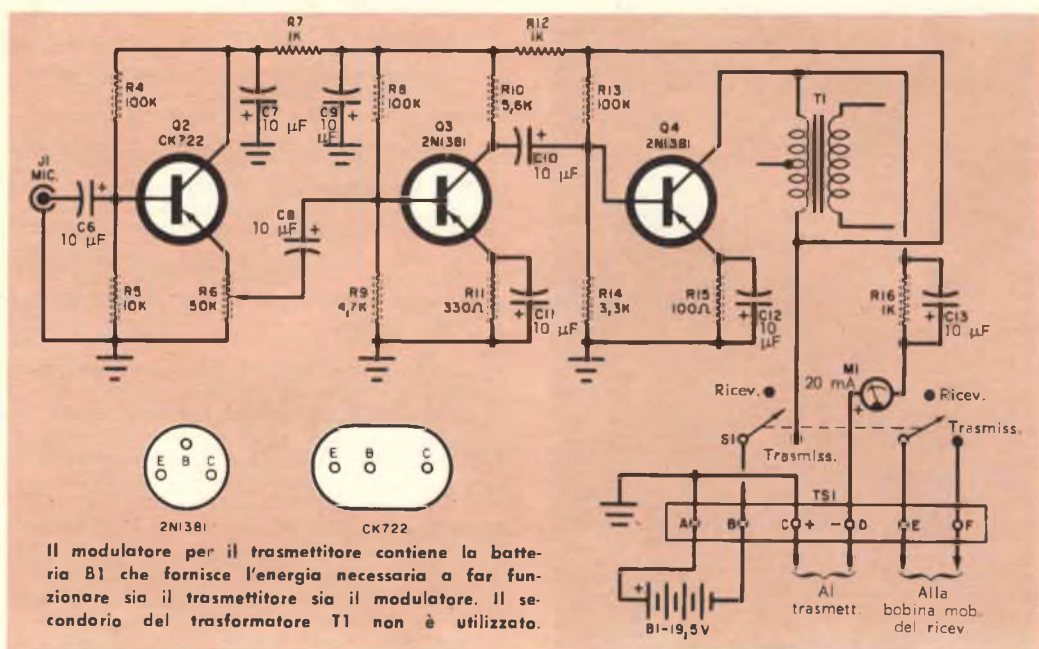 R7
1K
R12
1K
R4
100K
C7
10 µF
C9
10 µF
R8
100K
R10
5,6K
R13
100K
T1
Q2
CK722
Q3
2N1381
Q4
2N1381
J1
MIC.
C6
10 µF
C8
10 µF
C10
10 µF
R5
10K
R6
50K
R9
4,7K
R11
330Ω
C11
10 µF
R14
3,3K
R15
100Ω
C12
10 µF
R16
1K
C13
10 µF
M1
20 mA
Ricev.
Ricev.
S1
Trasmiss.
Trasmiss.
TS1
A B C + - D E F
E B C
2N1381
E B C
CK722
B1-19,5V
Al
trasmett.
Alla
bobina mob.
del ricev.
Il modulatore per il trasmettitore contiene la batte-
ria B1 che fornisce l'energia necessaria a far fun-
zionare sia il trasmettitore sia il modulatore. Il se-
condorio del trasformatore T1 non è utilizzato.